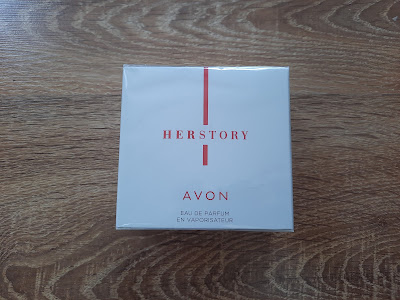 HERSTORY
AVON
EAU DE PARFUM
EN VAPORISATEUR